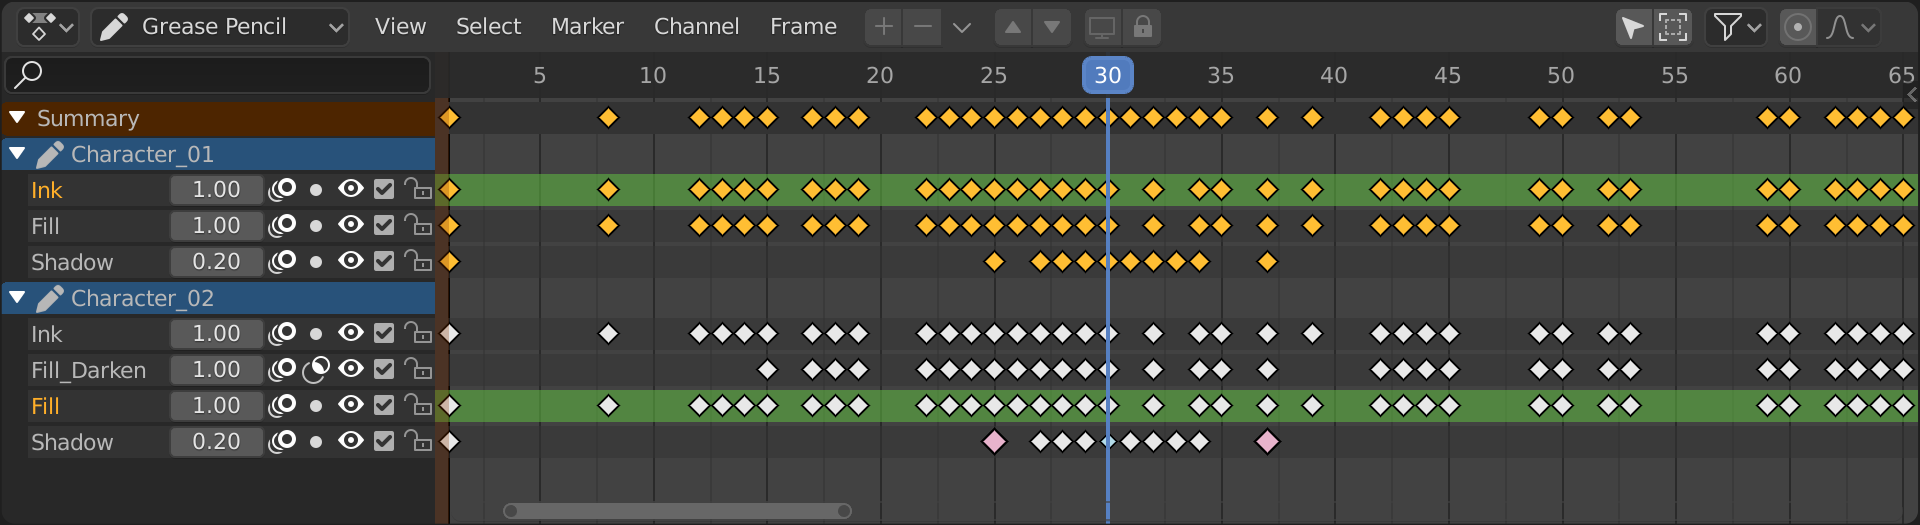 Grease Pencil View Select Marker Channel Frame
5 10 15 20 25 30 35 40 45 50 55 60 65
Summary
Character_01
Ink 1.00
Fill 1.00
Shadow 0.20
Character_02
Ink 1.00
Fill_Darken 1.00
Fill 1.00
Shadow 0.20